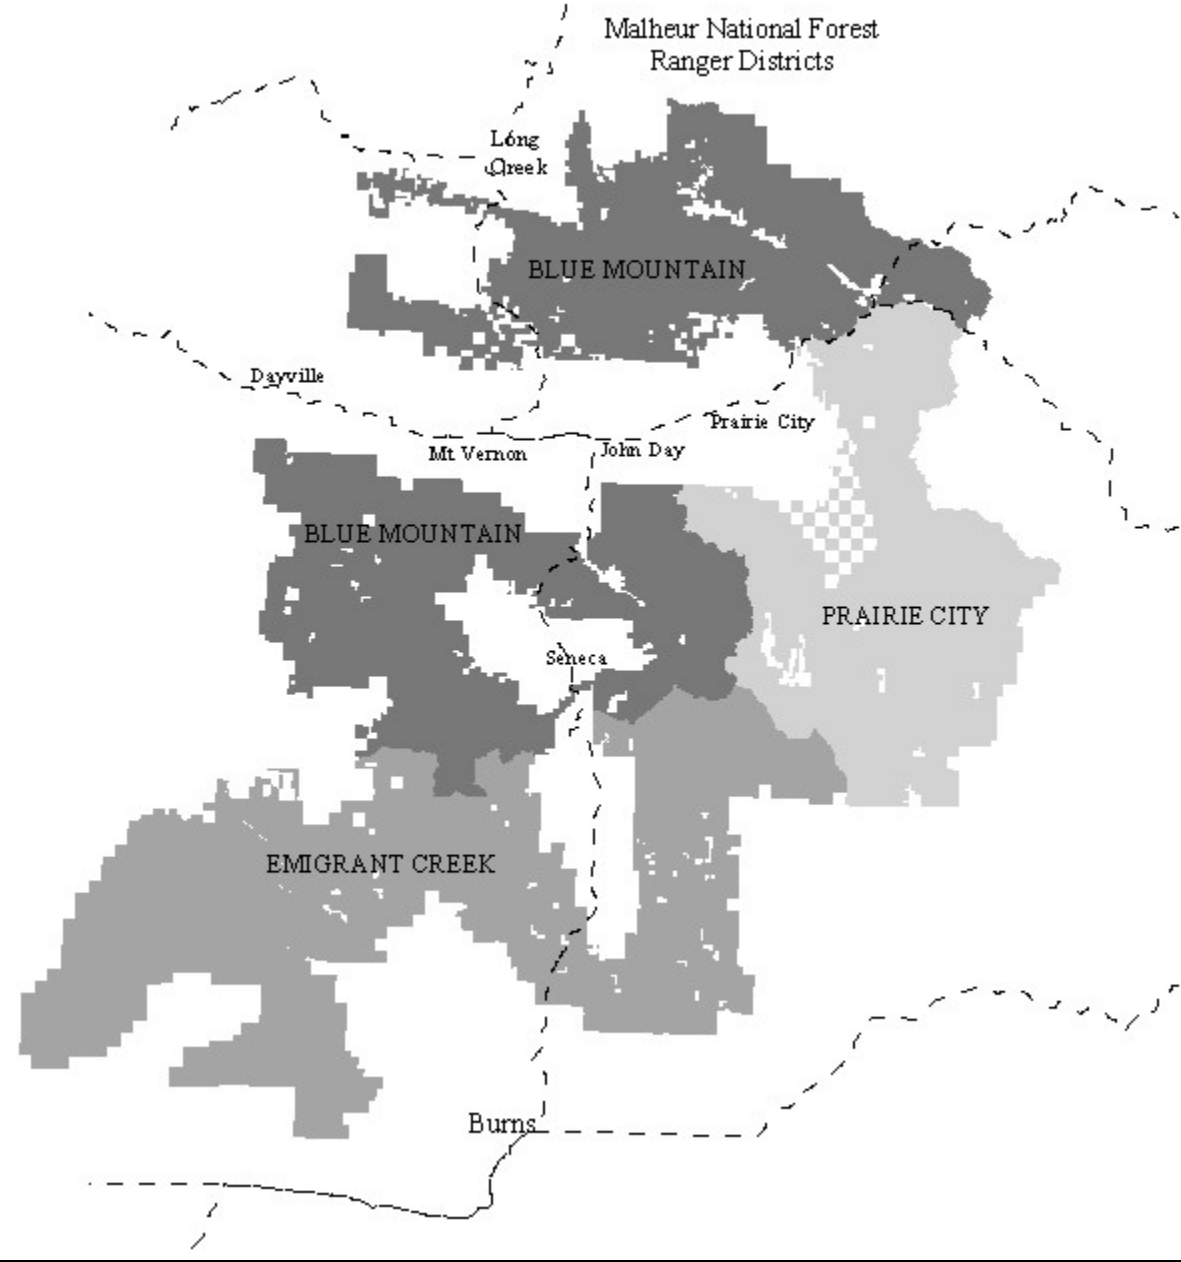 Malheur National Forest
Ranger Districts
Long
Creek
BLUE MOUNTAIN
Dayville
Prairie City
Mt Vernon
John Day
BLUE MOUNTAIN
PRAIRIE CITY
Seneca
EMIGRANT CREEK
Burns